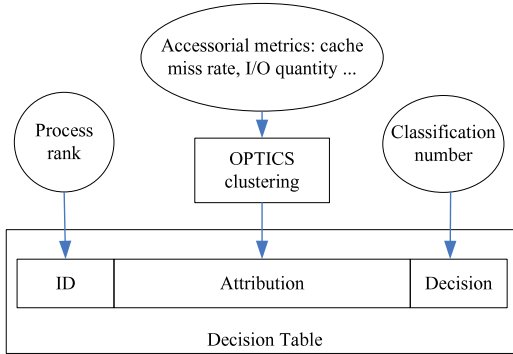 Accessorial metrics: cache
miss rate, I/O quantity ...
Process
rank
OPTICS
clustering
Classification
number
ID
Attribution
Decision
Decision Table